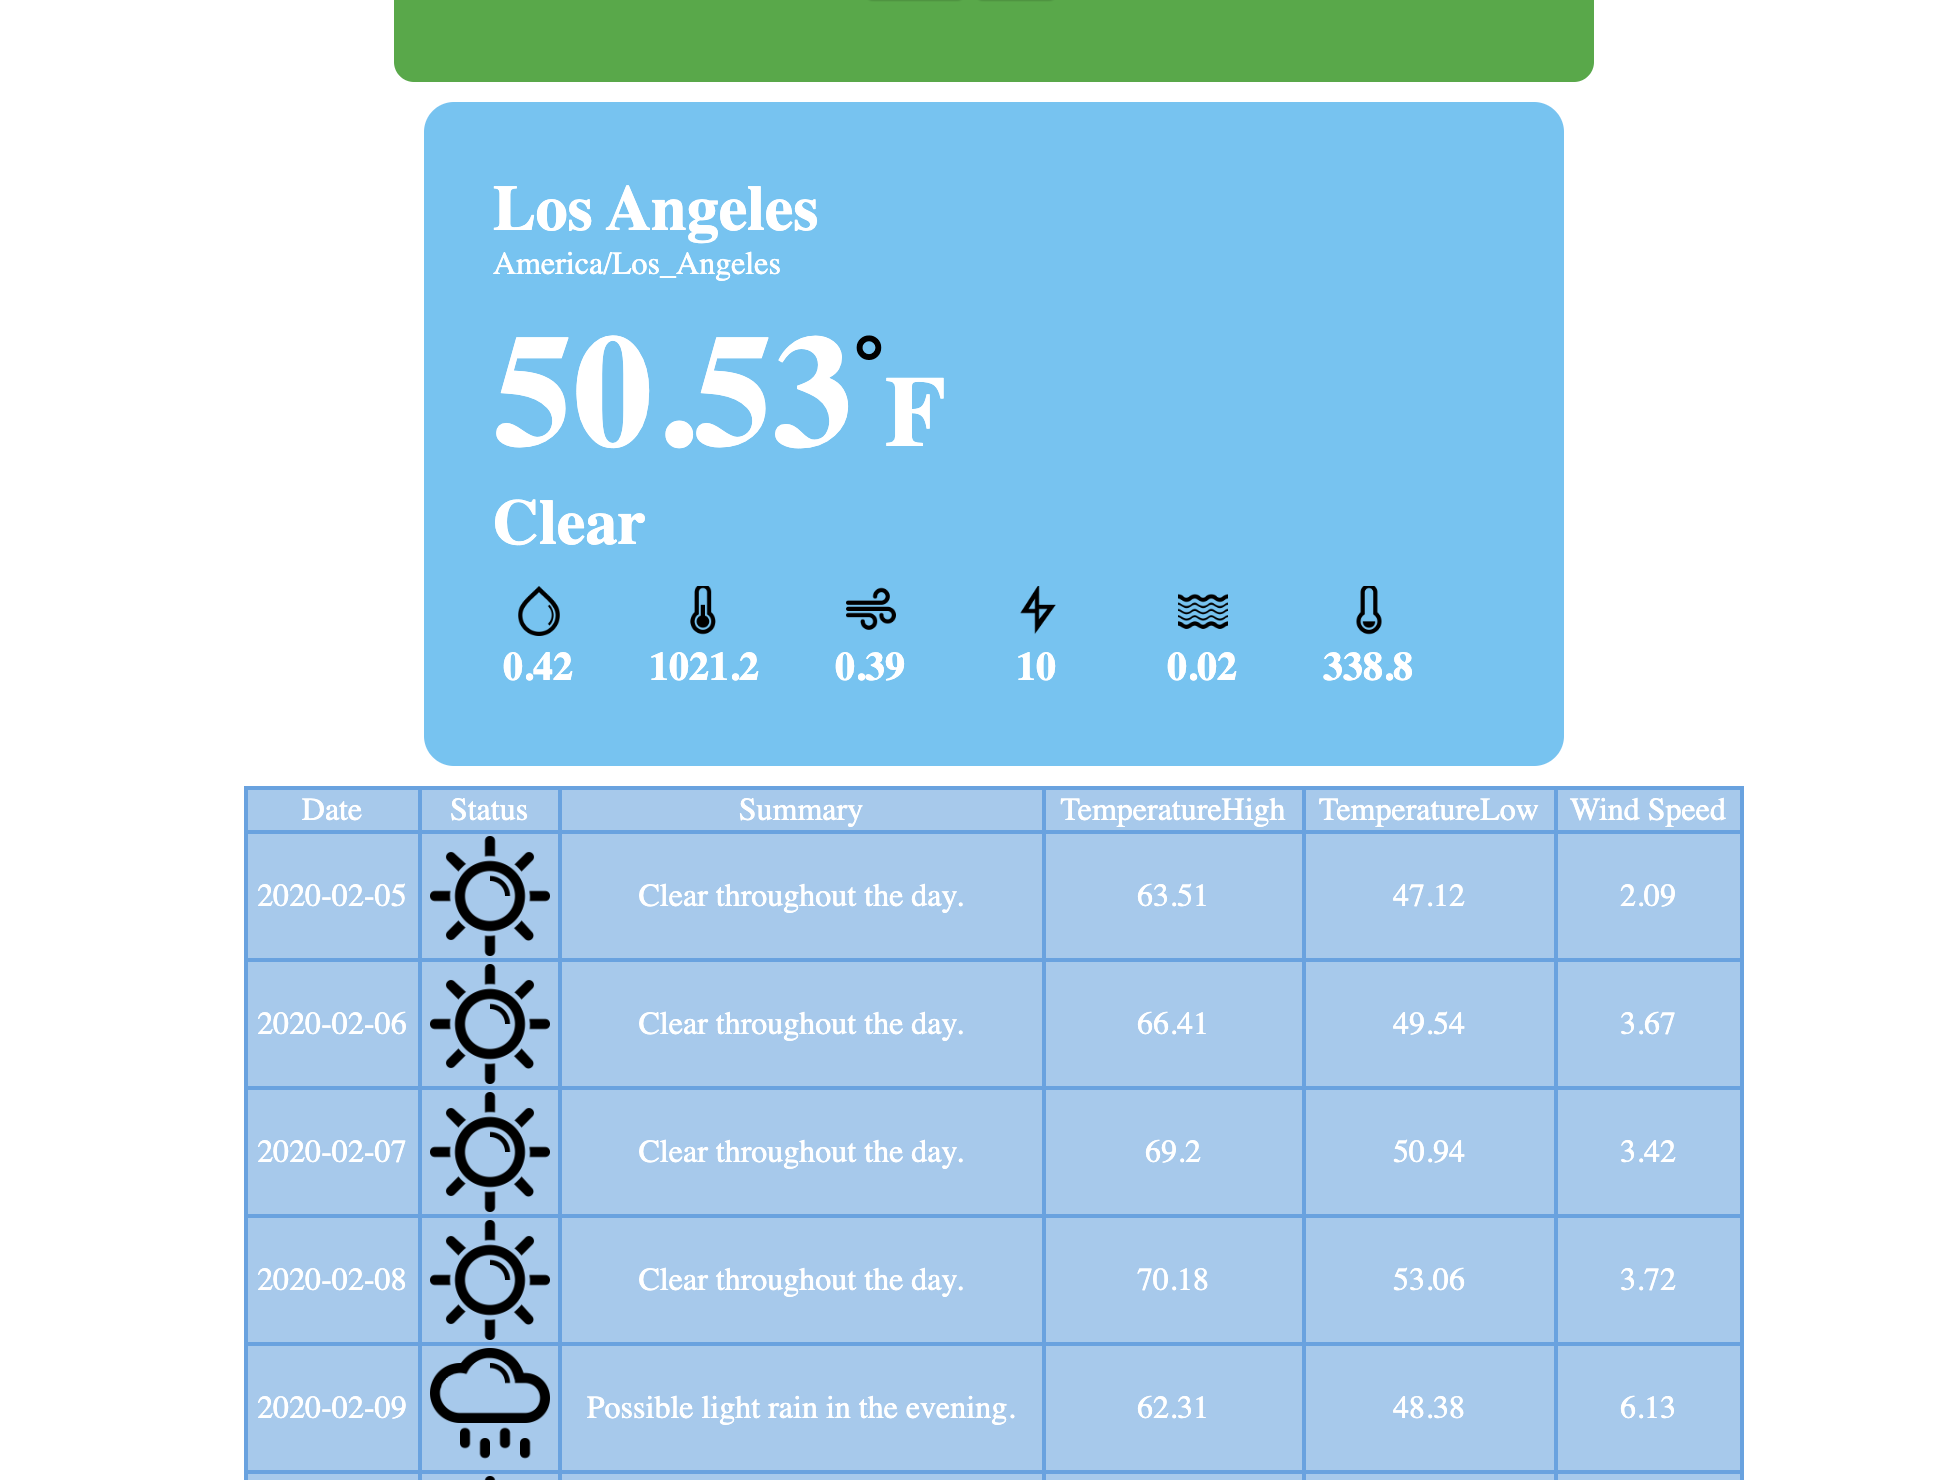 Los Angeles
America/Los_Angeles
50.53°F
Clear
0.42 1021.2 0.39 10 0.02 338.8
Date Status Summary TemperatureHigh TemperatureLow Wind Speed
2020-02-05 Clear throughout the day. 63.51 47.12 2.09
2020-02-06 Clear throughout the day. 66.41 49.54 3.67
2020-02-07 Clear throughout the day. 69.2 50.94 3.42
2020-02-08 Clear throughout the day. 70.18 53.06 3.72
2020-02-09 Possible light rain in the evening. 62.31 48.38 6.13